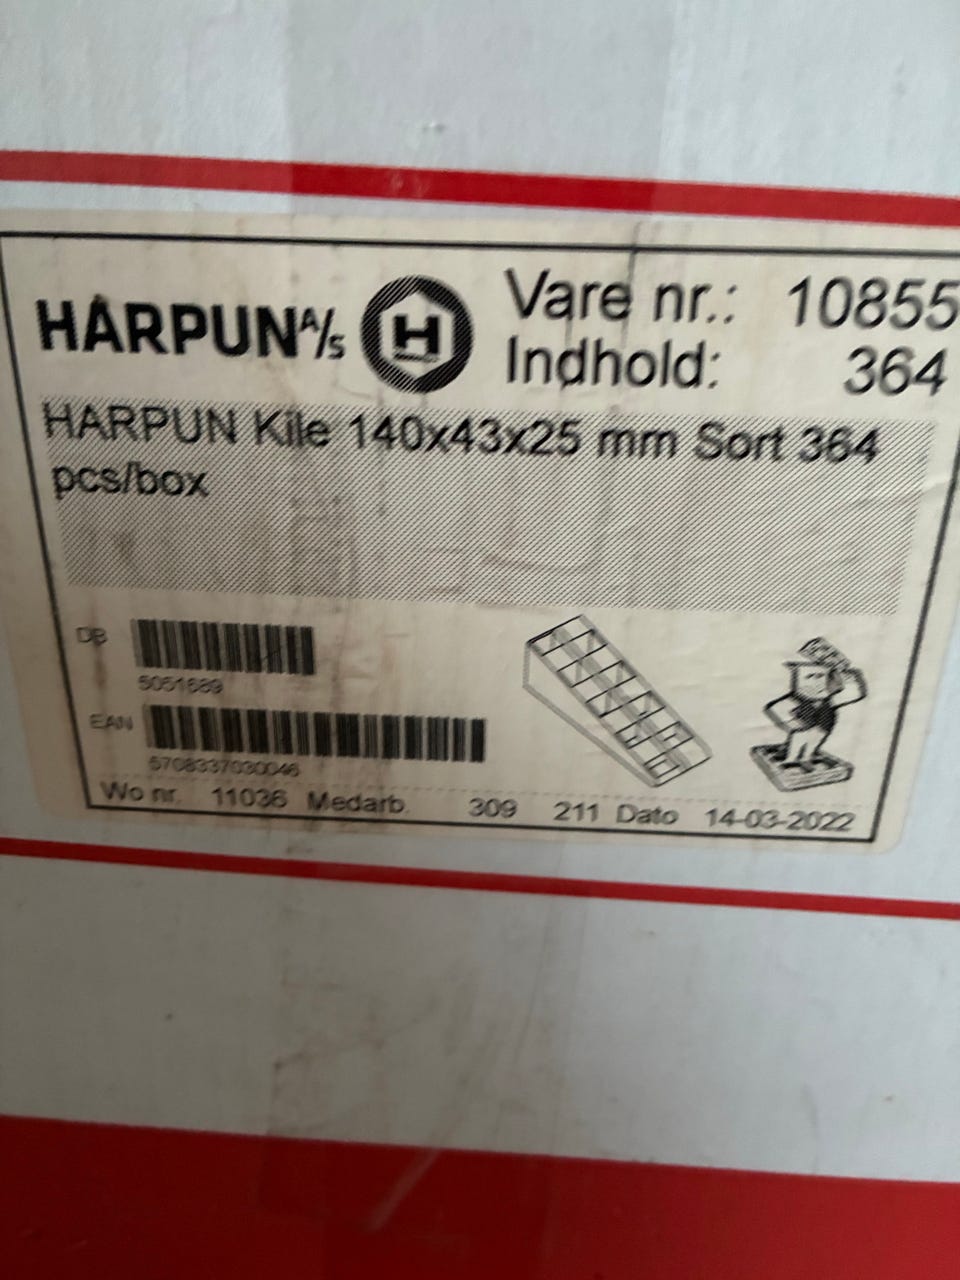 HARPUN A/S H
Vare nr.: 10855
Indhold: 364
HARPUN Kile 140x43x25 mm Sort 364
pcs/box
DB
5051689
EAN
5708337030046
Wo nr. 11036 Medarb. 309 211 Dato 14-03-2022